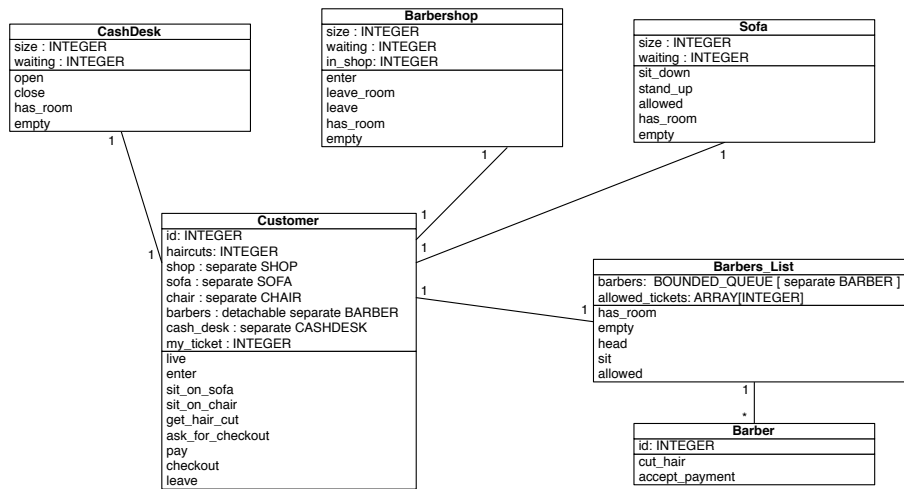 CashDesk
size : INTEGER
waiting : INTEGER
open
close
has_room
empty
1
Barbershop
size : INTEGER
waiting : INTEGER
in_shop: INTEGER
enter
leave_room
leave
has_room
empty
1
Sofa
size : INTEGER
waiting : INTEGER
sit_down
stand_up
allowed
has_room
empty
1
1
1
1
1
Customer
id: INTEGER
haircuts: INTEGER
shop : separate SHOP
sofa : separate SOFA
chair : separate CHAIR
barbers : detachable separate BARBER
cash_desk : separate CASHDESK
my_ticket : INTEGER
live
enter
sit_on_sofa
sit_on_chair
get_hair_cut
ask_for_checkout
pay
checkout
leave
1
Barbers_List
barbers: BOUNDED_QUEUE [ separate BARBER ]
allowed_tickets: ARRAY[INTEGER]
has_room
empty
head
sit
allowed
1
*
Barber
id: INTEGER
cut_hair
accept_payment